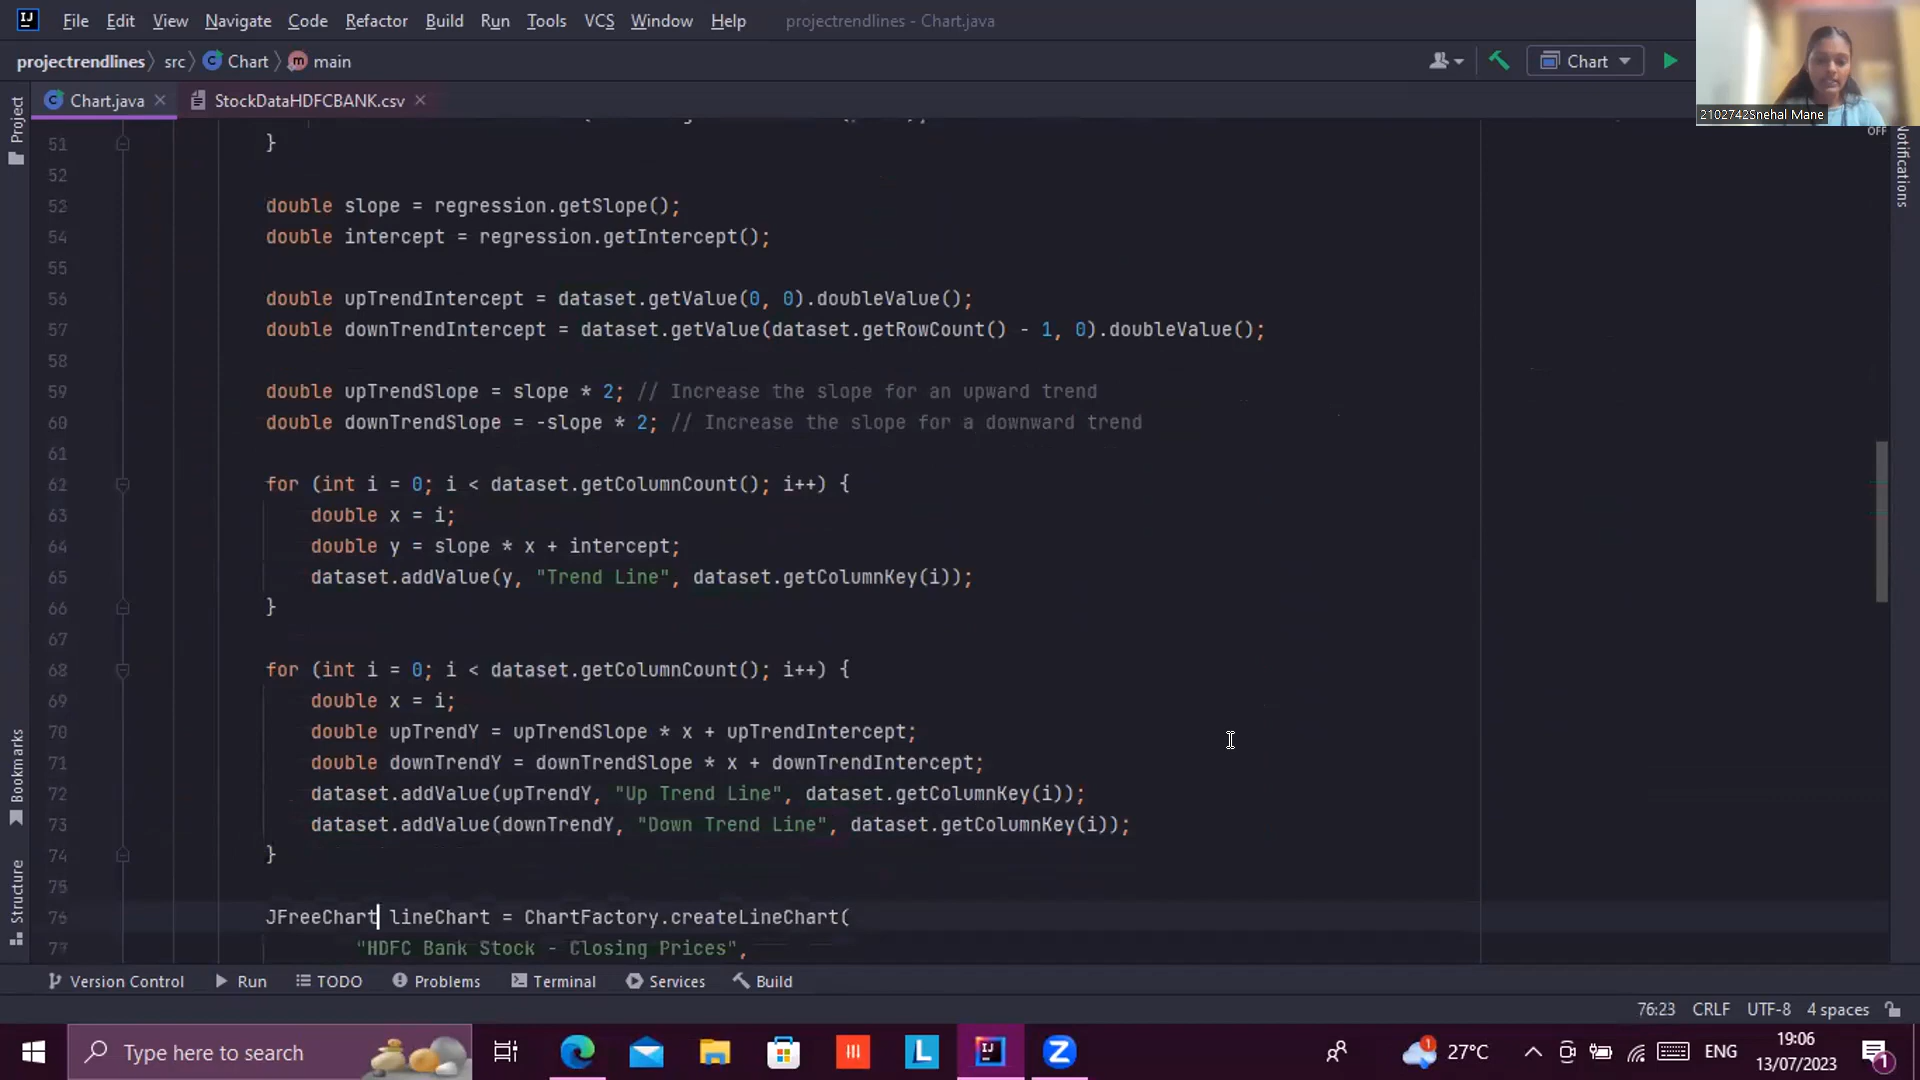 File Edit View Navigate Code Refactor Build Run Tools VCS Window Help projectrendlines - Chart.java
projectrendlines src Chart main
Chart
2102742Snehal Mane
OFF
Chart.java StockDataHDFCBANK.csv
Project
Bookmarks
Structure
Notifications
51 }
52
53 double slope = regression.getSlope();
54 double intercept = regression.getIntercept();
55
56 double upTrendIntercept = dataset.getValue(0, 0).doubleValue();
57 double downTrendIntercept = dataset.getValue(dataset.getRowCount() - 1, 0).doubleValue();
58
59 double upTrendSlope = slope * 2; // Increase the slope for an upward trend
60 double downTrendSlope = -slope * 2; // Increase the slope for a downward trend
61
62 for (int i = 0; i < dataset.getColumnCount(); i++) {
63 double x = i;
64 double y = slope * x + intercept;
65 dataset.addValue(y, "Trend Line", dataset.getColumnKey(i));
66 }
67
68 for (int i = 0; i < dataset.getColumnCount(); i++) {
69 double x = i;
70 double upTrendY = upTrendSlope * x + upTrendIntercept;
71 double downTrendY = downTrendSlope * x + downTrendIntercept;
72 dataset.addValue(upTrendY, "Up Trend Line", dataset.getColumnKey(i));
73 dataset.addValue(downTrendY, "Down Trend Line", dataset.getColumnKey(i));
74 }
75
76 JFreeChart lineChart = ChartFactory.createLineChart(
77 "HDFC Bank Stock - Closing Prices",
Version Control Run TODO Problems Terminal Services Build
76:23 CRLF UTF-8 4 spaces
Type here to search
27°C ENG
19:06
13/07/2023